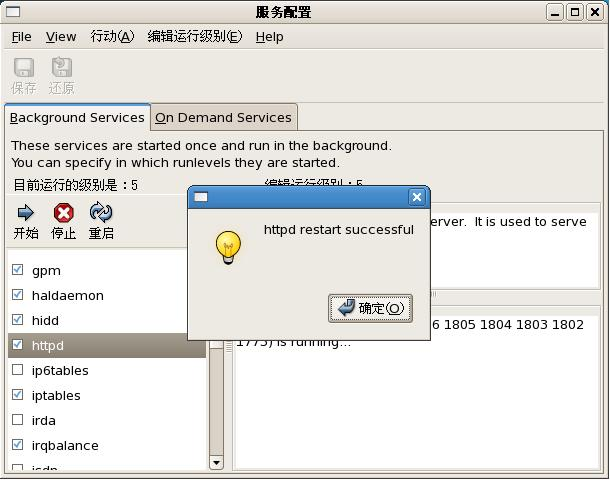 服务配置
File View 行动(A) 编辑运行级别(E) Help
保存 还原
Background Services On Demand Services
These services are started once and run in the background.
You can specify in which runlevels they are started.
目前运行的级别是：5 编辑运行级别：5
开始 停止 重启
erver. It is used to serve
httpd restart successful
确定(O)
gpm
haldaemon
hidd
httpd
ip6tables
iptables
irda
irqbalance
isdn
6 1805 1804 1803 1802
1775) is running...